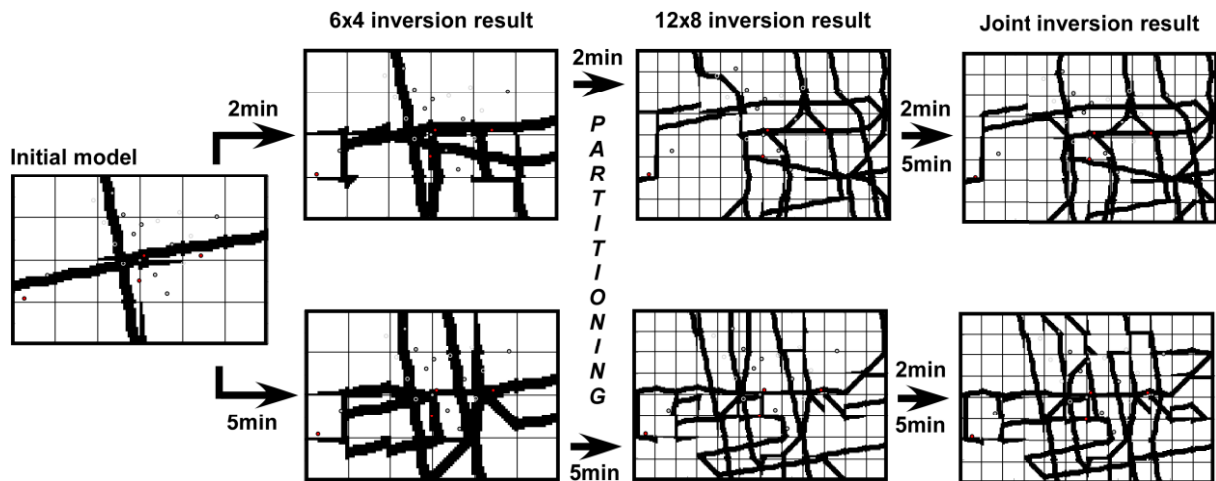 6x4 inversion result
12x8 inversion result
Joint inversion result
2min
2min
2min
5min
Initial model
PARTITIONING
5min
5min
2min
5min